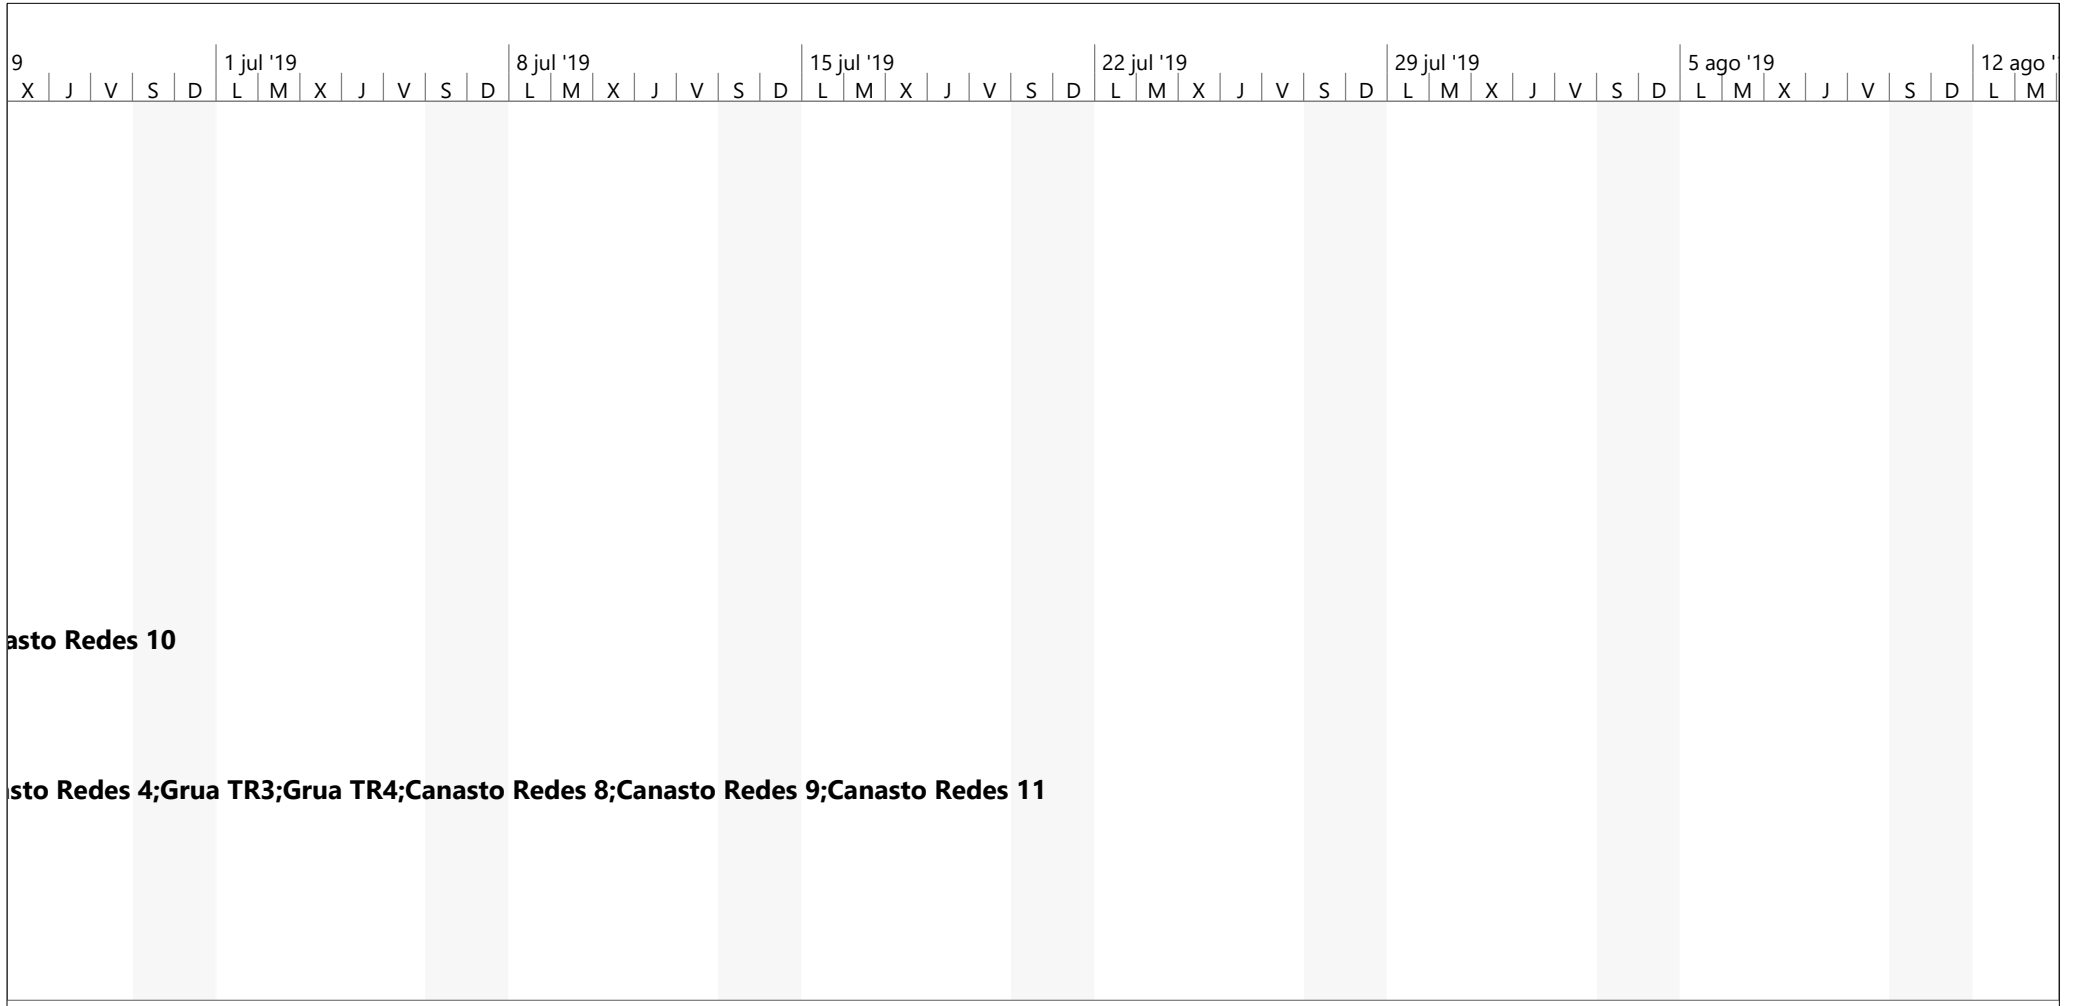 9 1 jul '19 8 jul '19 15 jul '19 22 jul '19 29 jul '19 5 ago '19 12 ago '
X J V S D L M X J V S D L M X J V S D L M X J V S D L M X J V S D L M X J V S D L M X J V S D L M
asto Redes 10
sto Redes 4;Grua TR3;Grua TR4;Canasto Redes 8;Canasto Redes 9;Canasto Redes 11